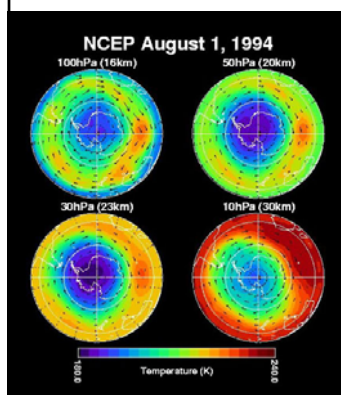 NCEP August 1, 1994
100hPa (16km) 50hPa (20km)
30hPa (23km) 10hPa (30km)
180.0 Temperature (K) 240.0